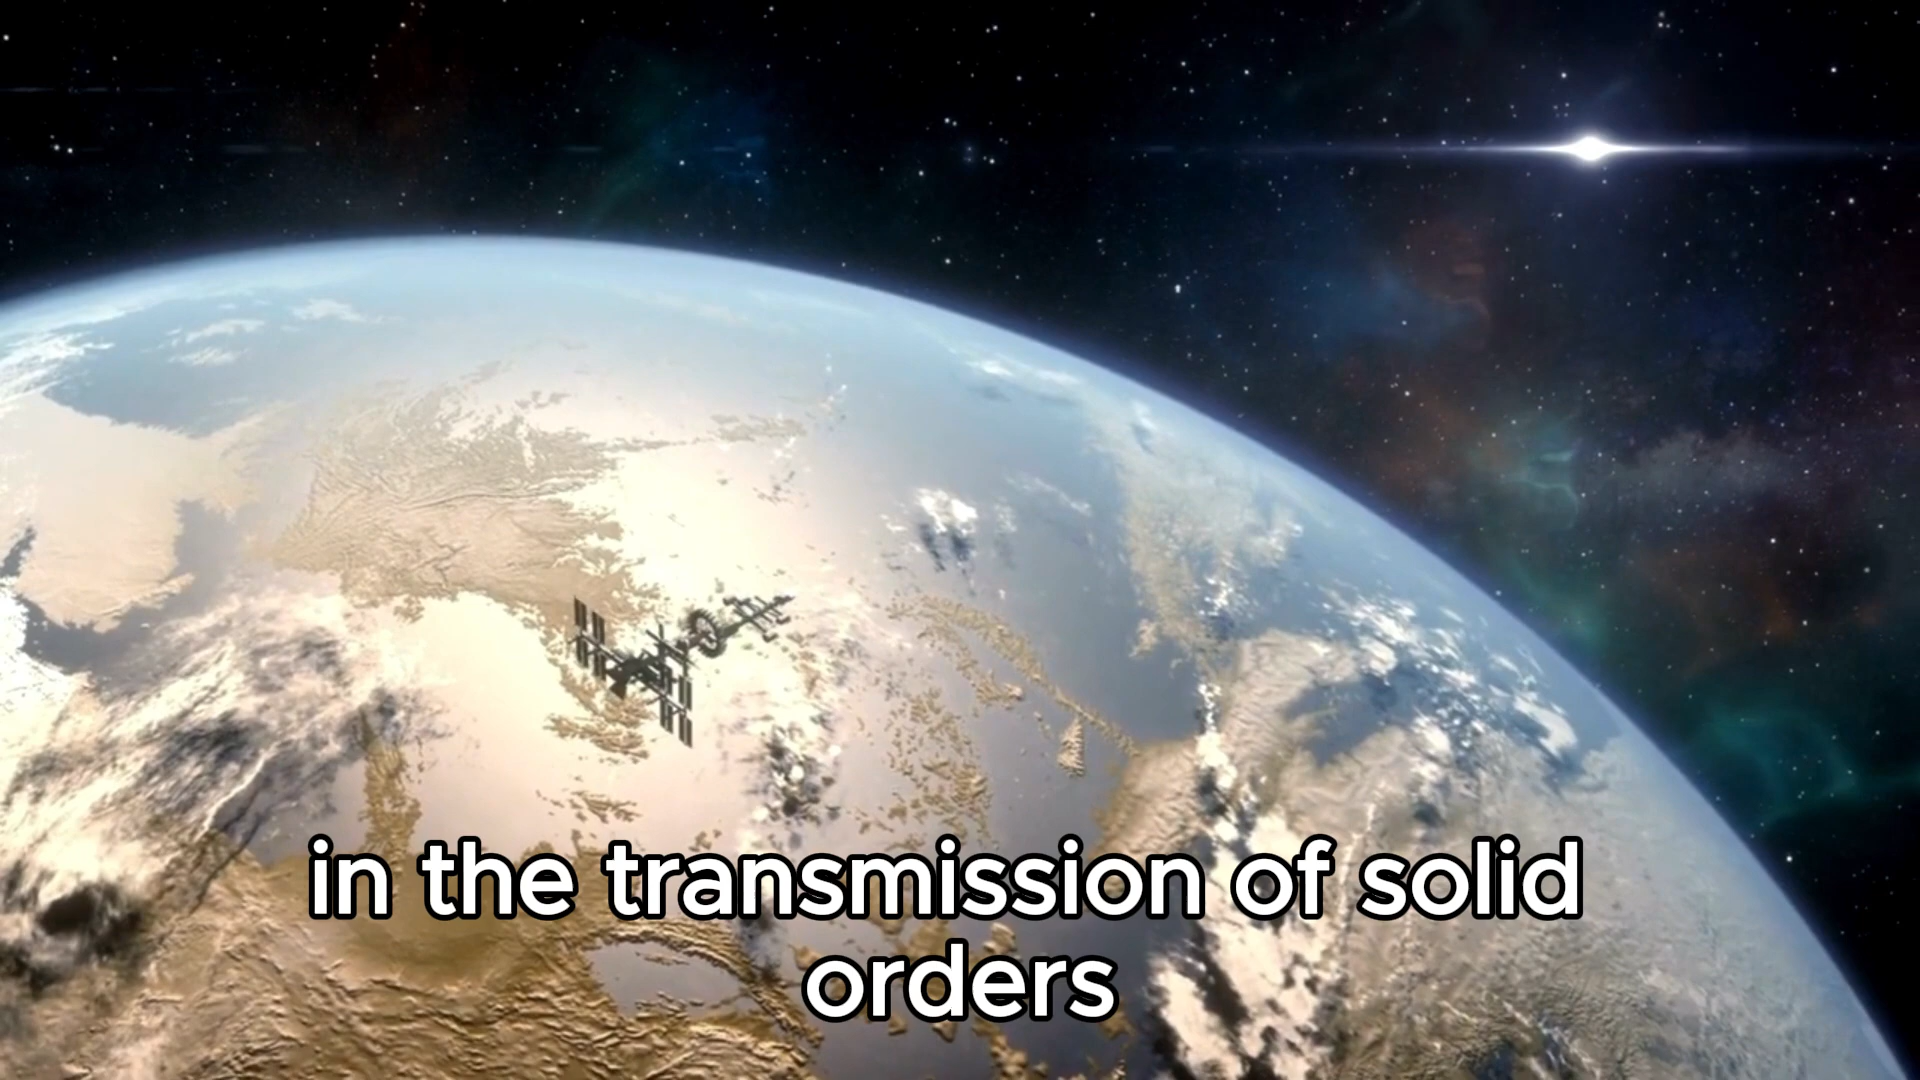 in the transmission of solid
orders